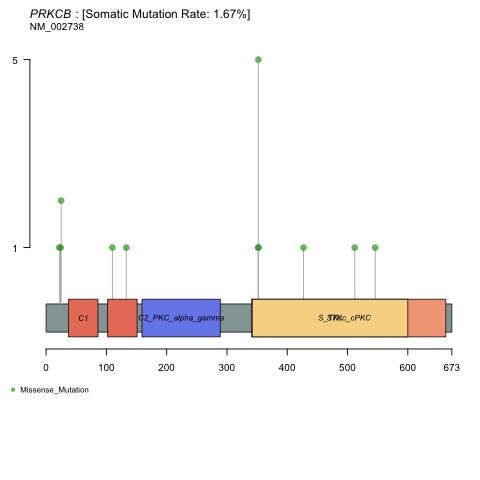 PRKCB : [Somatic Mutation Rate: 1.67%]
NM_002738
5
1
C1
C2_PKC_alpha_gamma
0
100
200
300
400
500
600
673
Missense_Mutation